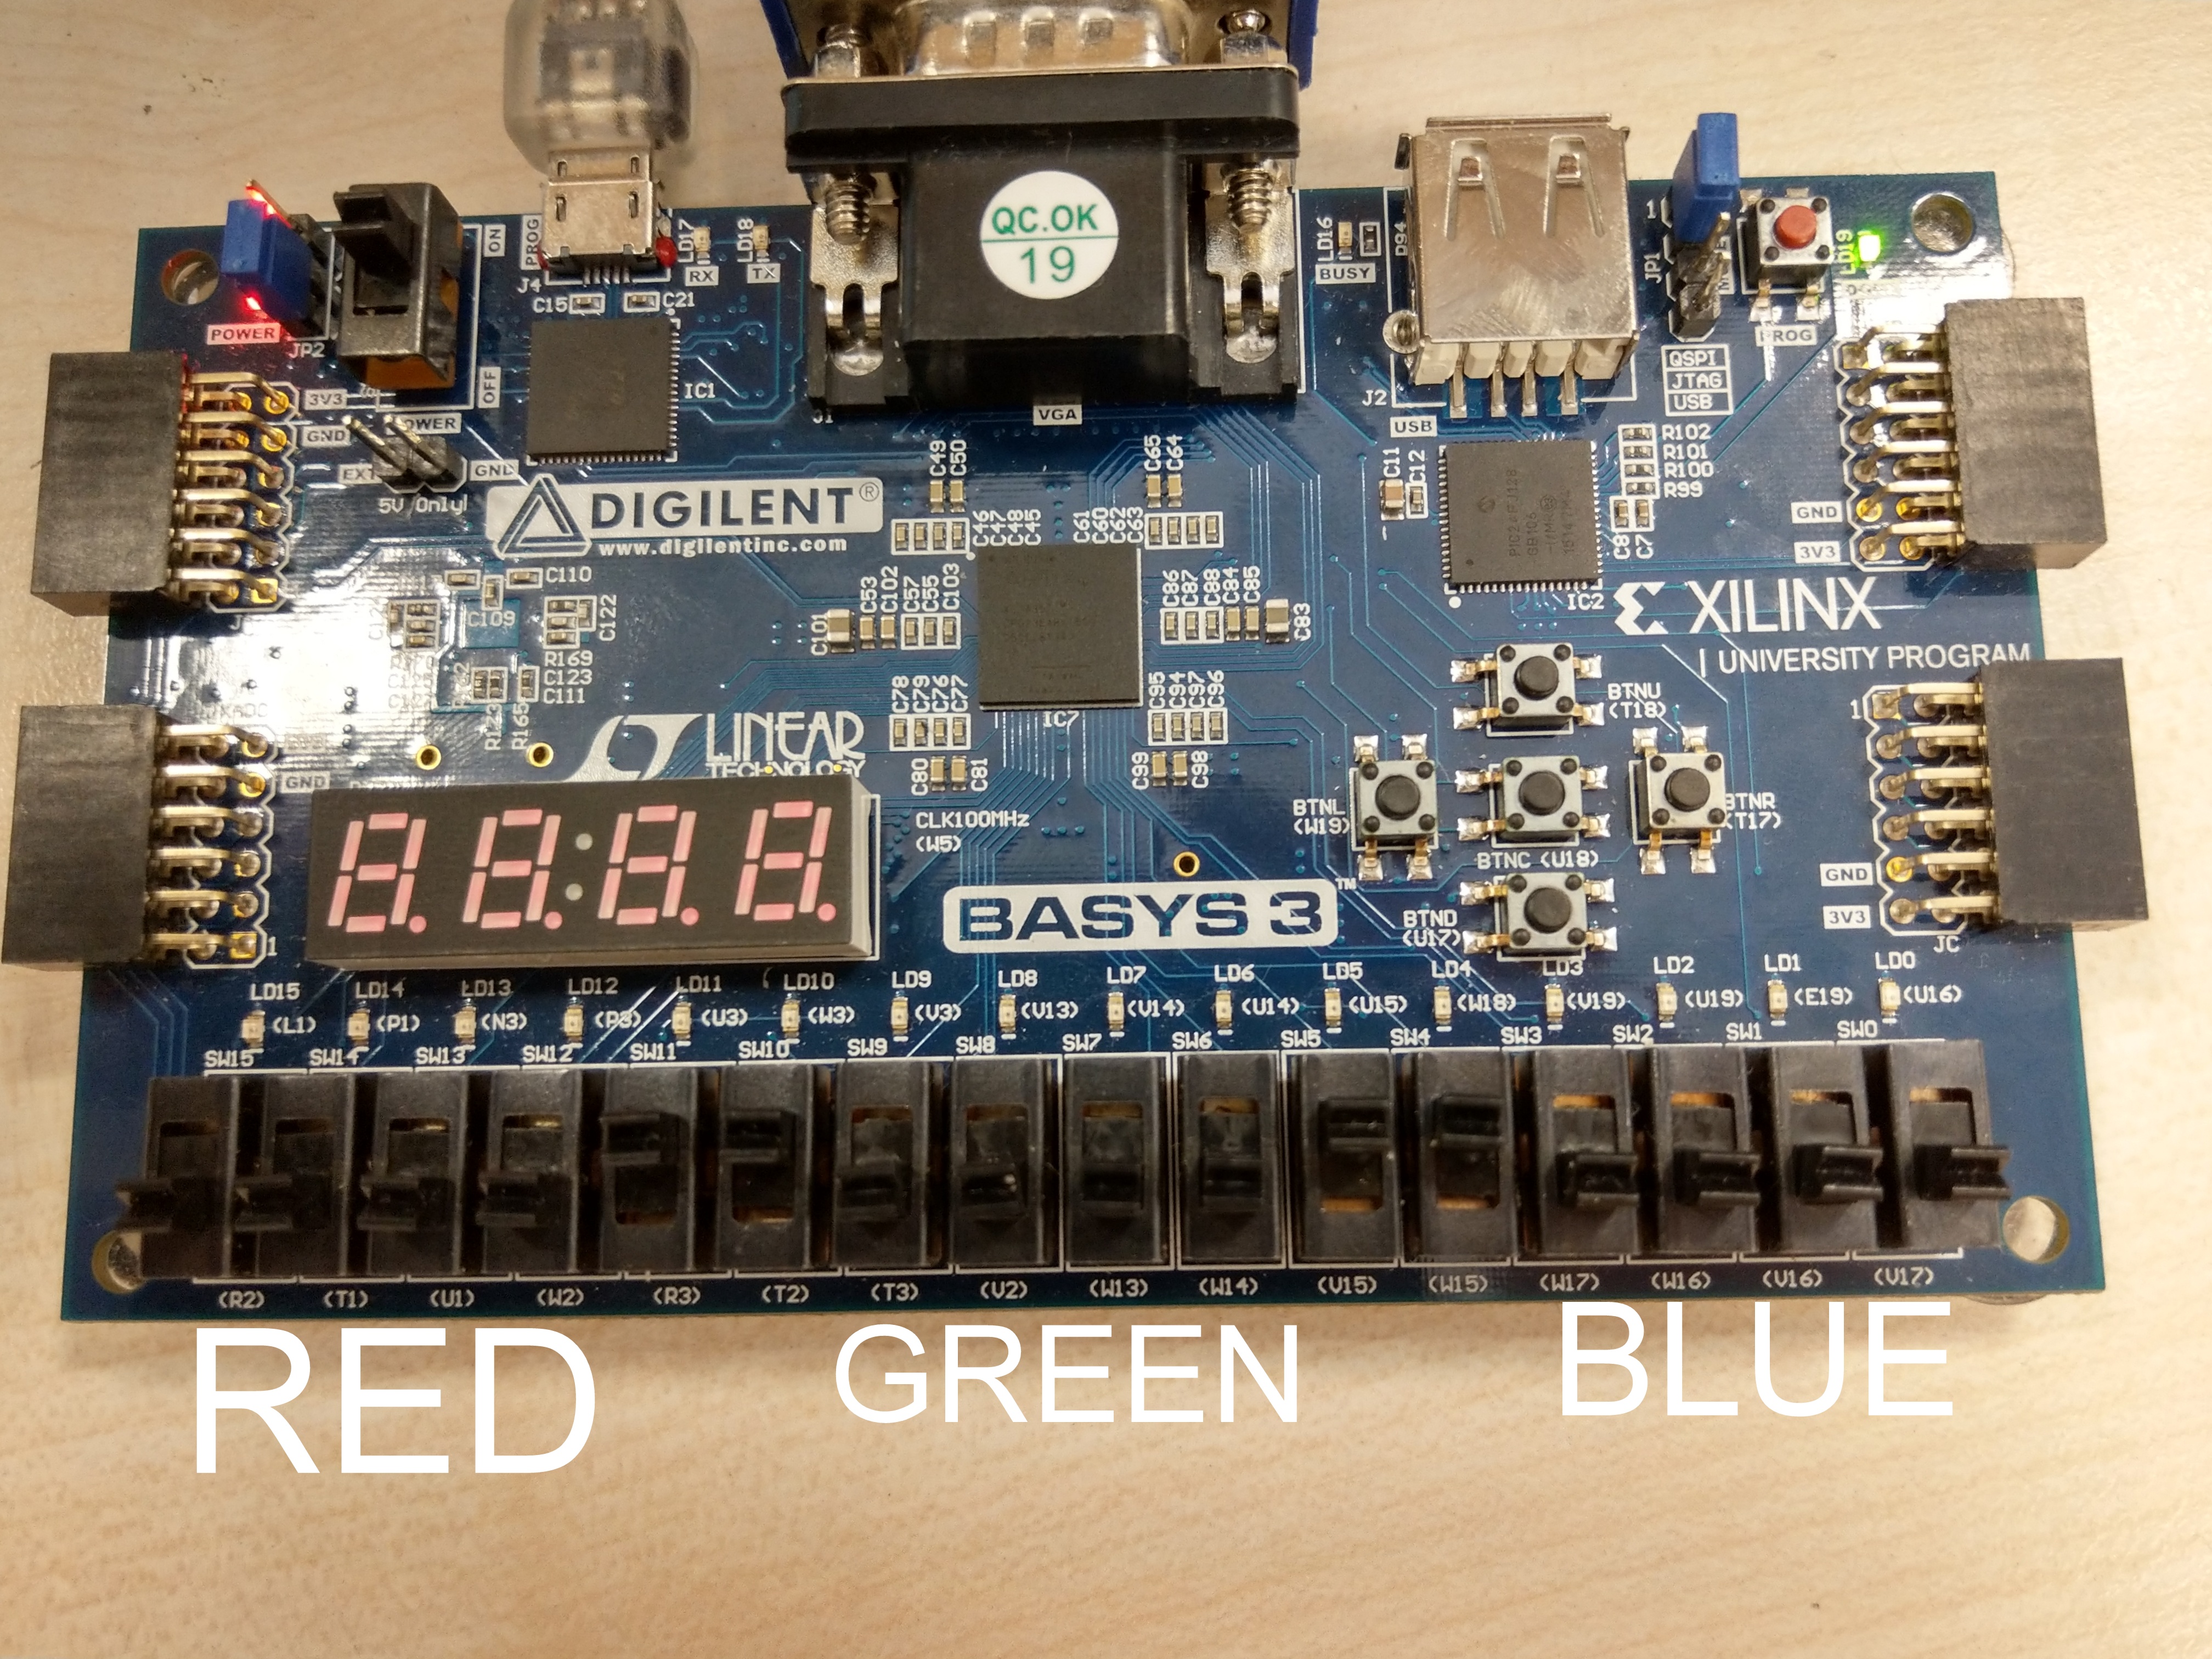 QC.OK
19
ON
OFF
PROG
J4
LD17
RX
LD18
TX
C15
C21
POWER
JP2
3V3
GND
POWER
EXT
GND
5V Only!
IC1
J1
VGA
LD16
BUSY
J2
USB
JP1
1
PROG
LD19
QSPI
JTAG
USB
DIGILENT®
www.digilentinc.com
C49
C50
C65
C64
C46
C47
C48
C45
C61
C60
C62
C63
C11
C12
R102
R101
R100
R99
C8
C7
PIC24FJ128
GND
3V3
IC2
XILINX
UNIVERSITY PROGRAM
C110
C109
C122
R169
C123
C111
R165
C101
C53
C102
C57
C55
C103
C86
C87
C88
C84
C85
C83
C78
C79
C76
C77
IC7
C95
C94
C97
C96
C80
C81
C99
C98
LINEAR
TECHNOLOGY
GND
1
CLK100MHz
(W5)
BASYS 3™
BTNU
(T18)
BTNL
(W19)
BTNR
(T17)
BTNC (U18)
BTND
(U17)
1
GND
3V3
JC
LD15 LD14 LD13 LD12 LD11 LD10 LD9 LD8 LD7 LD6 LD5 LD4 LD3 LD2 LD1 LD0
(L1) (P1) (N3) (P3) (U3) (W3) (V3) (V13) (V14) (U14) (U15) (W18) (V19) (U19) (E19) (U16)
SW15 SW14 SW13 SW12 SW11 SW10 SW9 SW8 SW7 SW6 SW5 SW4 SW3 SW2 SW1 SW0
(R2) (T1) (U1) (W2) (R3) (T2) (T3) (V2) (W13) (W14) (V15) (W15) (W17) (W16) (V16) (V17)
RED GREEN BLUE